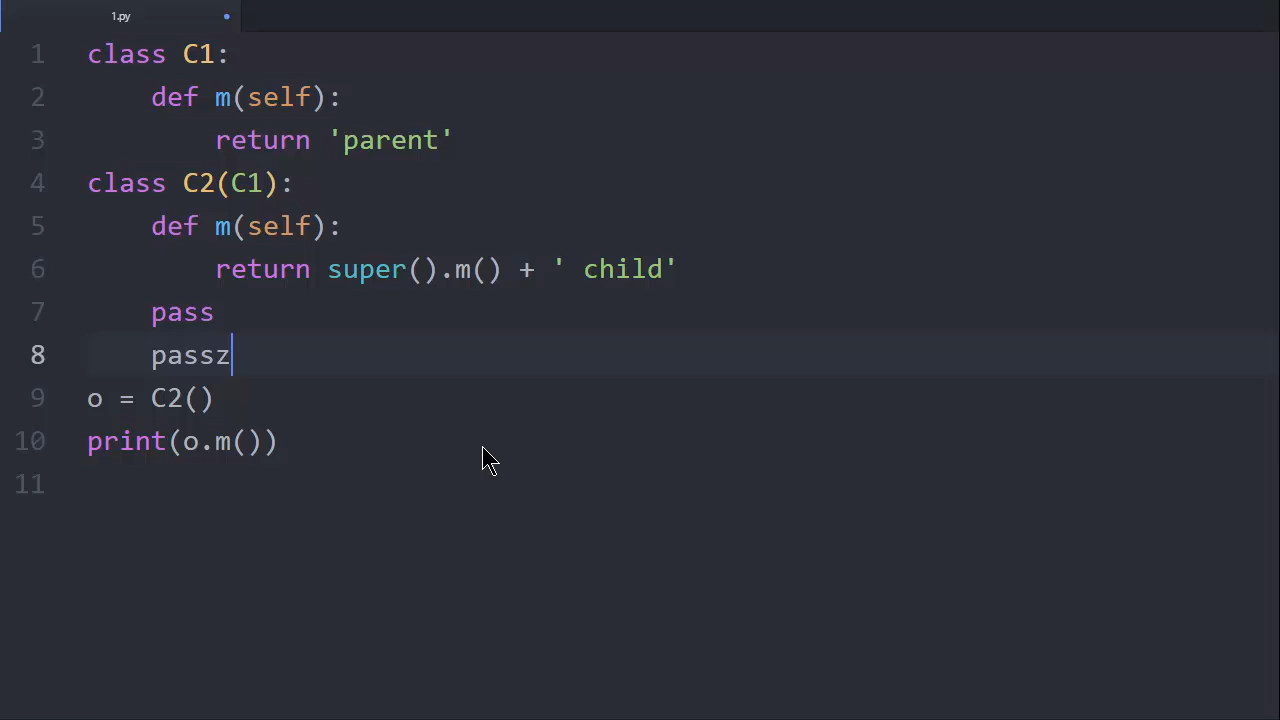 1.py
1 class C1:
2     def m(self):
3         return 'parent'
4 class C2(C1):
5     def m(self):
6         return super().m() + ' child'
7     pass
8     passz
9 o = C2()
10 print(o.m())
11